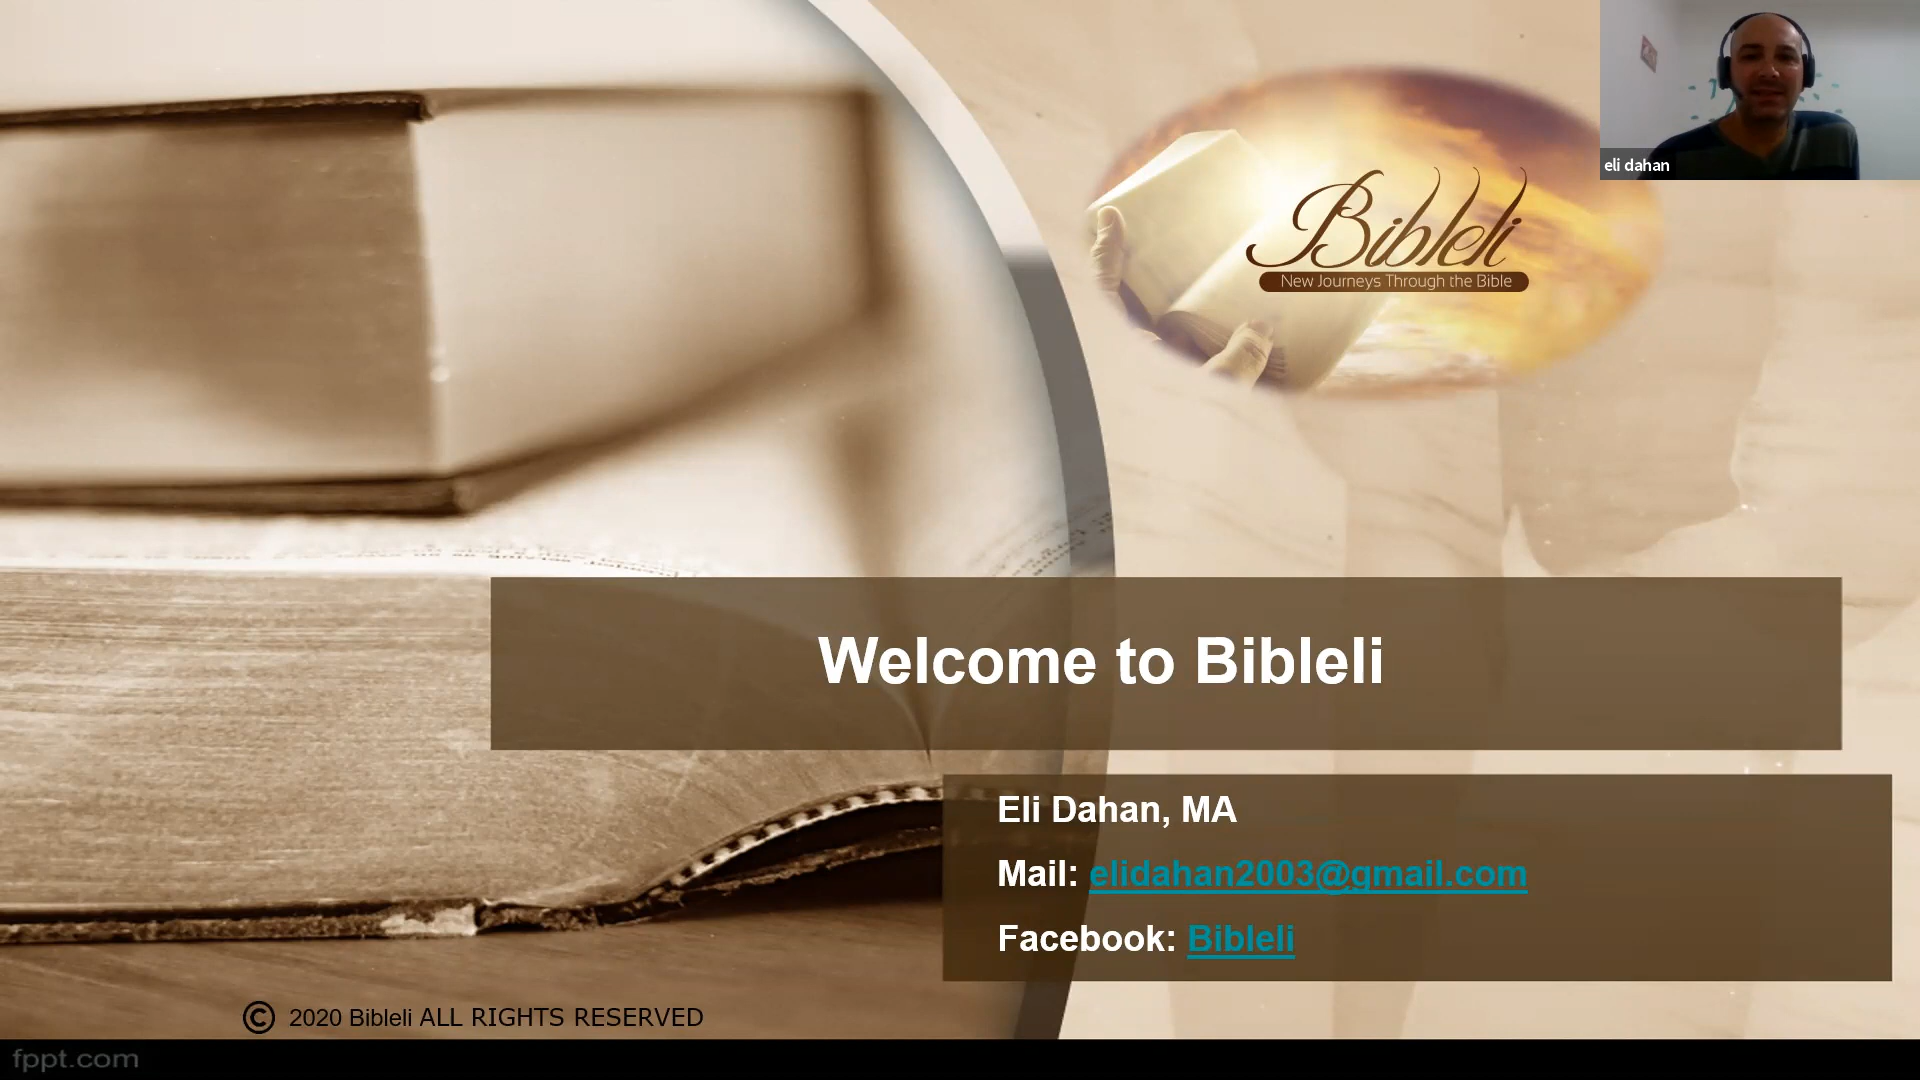 eli dahan
Bibleli
New Journeys Through the Bible
Welcome to Bibleli
Eli Dahan, MA
Mail: elidahan2003@gmail.com
Facebook: Bibleli
© 2020 Bibleli ALL RIGHTS RESERVED
fppt.com